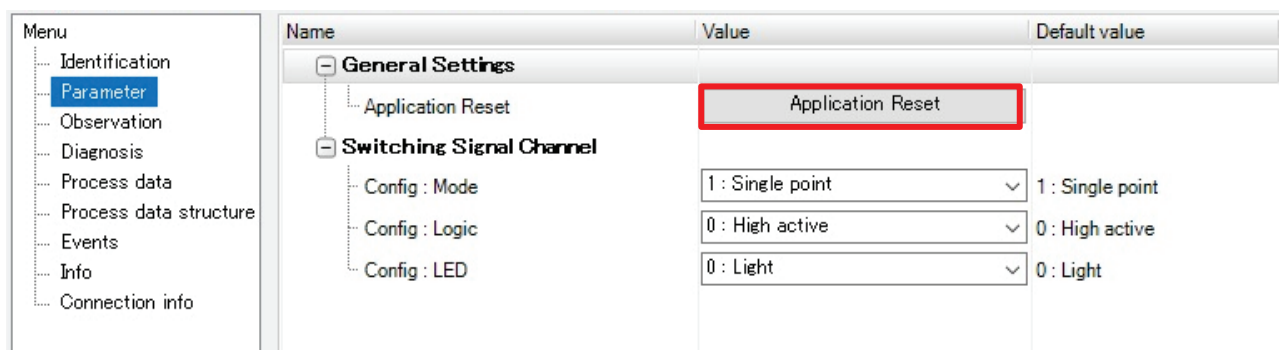 Menu
Identification
Parameter
Observation
Diagnosis
Process data
Process data structure
Events
Info
Connection info
Name Value Default value
General Settings
Application Reset Application Reset
Switching Signal Channel
Config : Mode 1 : Single point 1 : Single point
Config : Logic 0 : High active 0 : High active
Config : LED 0 : Light 0 : Light